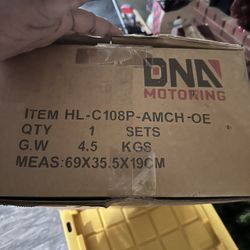 DNA
MOTORING
ITEM HL-C108P-AMCH-OE
QTY 1 SETS
G.W 4.5 KGS
MEAS:69X35.5X19CM